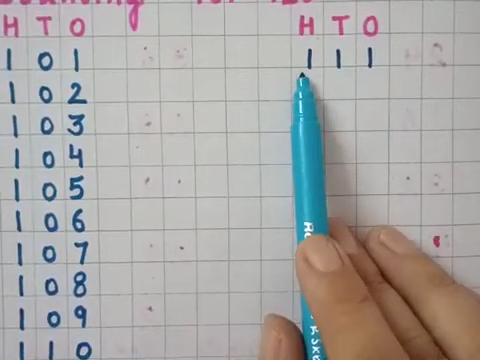 H T O
1 0 1
1 0 2
1 0 3
1 0 4
1 0 5
1 0 6
1 0 7
1 0 8
1 0 9
1 1 0
H T O
1 1 1